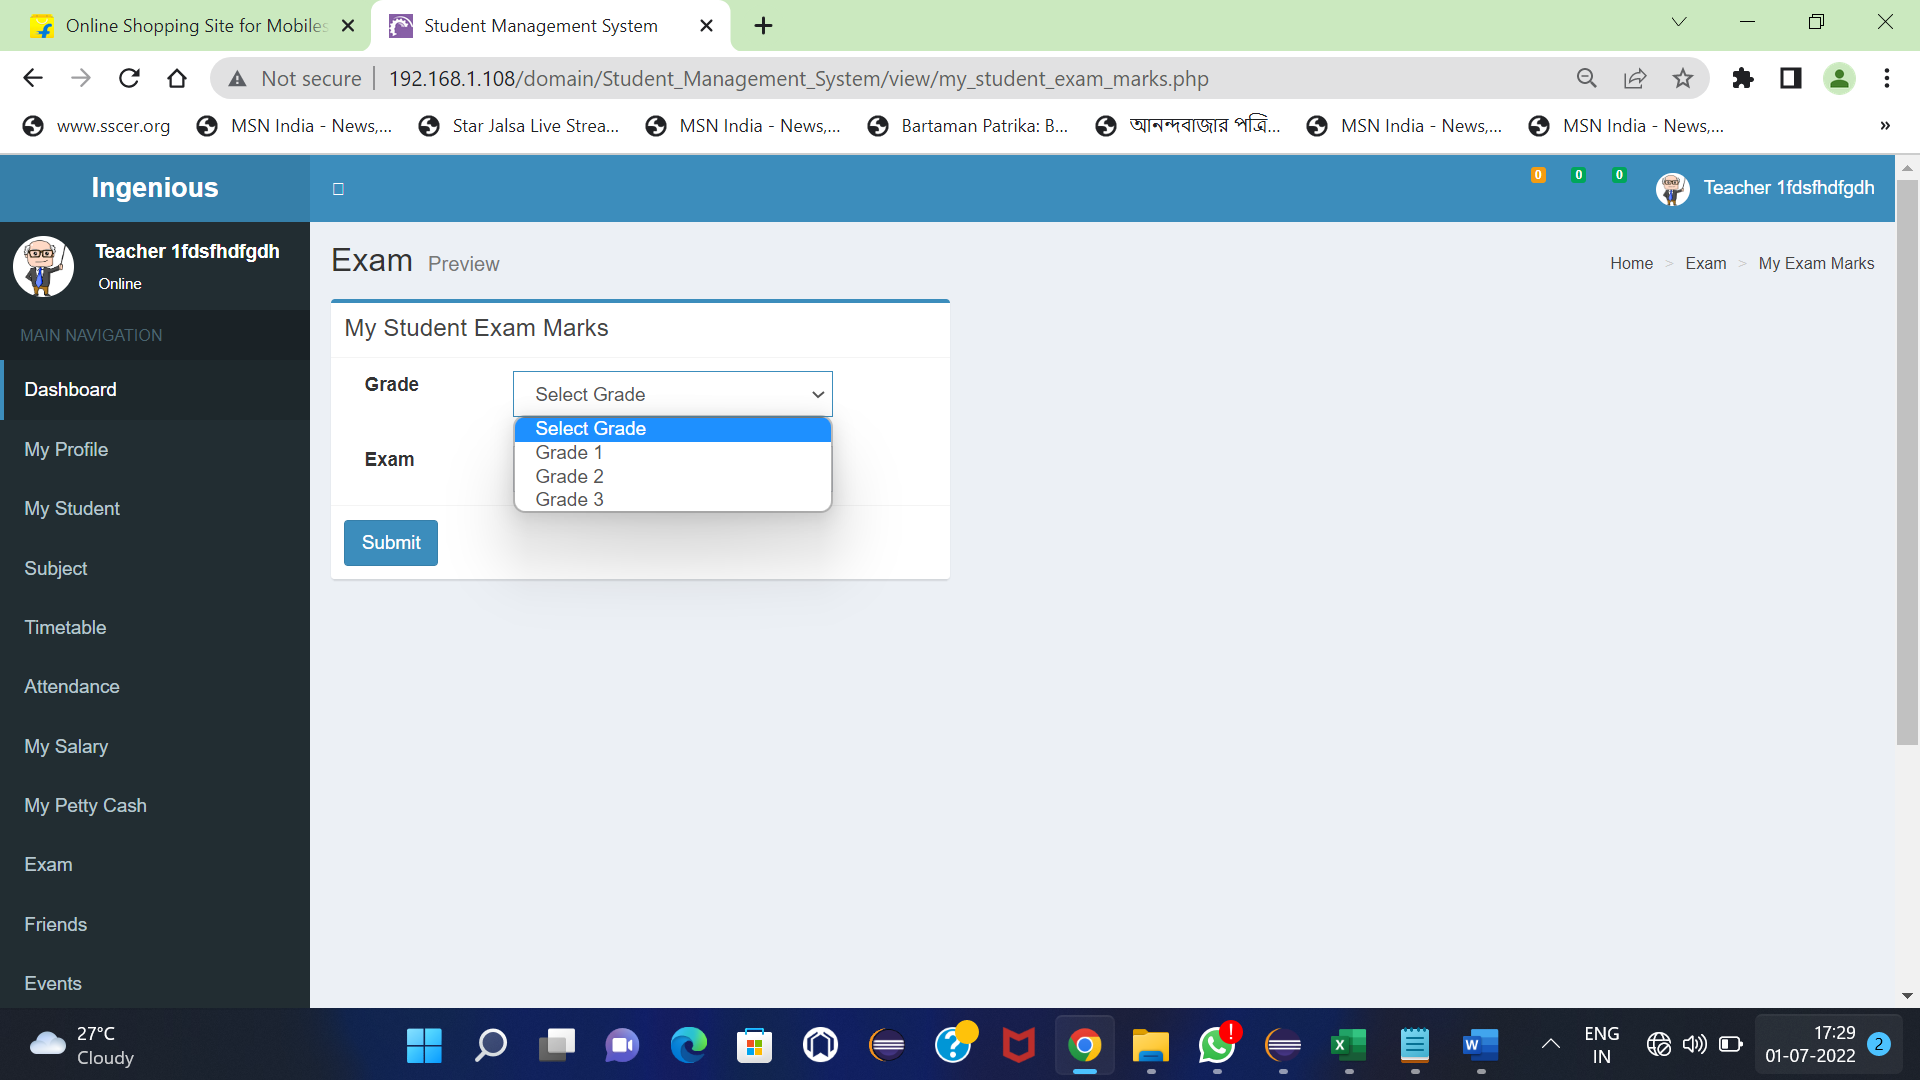 Online Shopping Site for Mobiles
Student Management System
Not secure
192.168.1.108/domain/Student_Management_System/view/my_student_exam_marks.php
www.sscer.org
MSN India - News,...
Star Jalsa Live Strea...
MSN India - News,...
Bartaman Patrika: B...
আনন্দবাজার পত্রি...
MSN India - News,...
MSN India - News,...
»
Ingenious
0
0
0
Teacher 1fdsfhdfgdh
Teacher 1fdsfhdfgdh
Online
MAIN NAVIGATION
Dashboard
My Profile
My Student
Subject
Timetable
Attendance
My Salary
My Petty Cash
Exam
Friends
Events
Exam Preview
Home > Exam > My Exam Marks
My Student Exam Marks
Grade
Select Grade
Select Grade
Grade 1
Grade 2
Grade 3
Exam
Submit
27°C
Cloudy
ENG
IN
17:29
01-07-2022
2